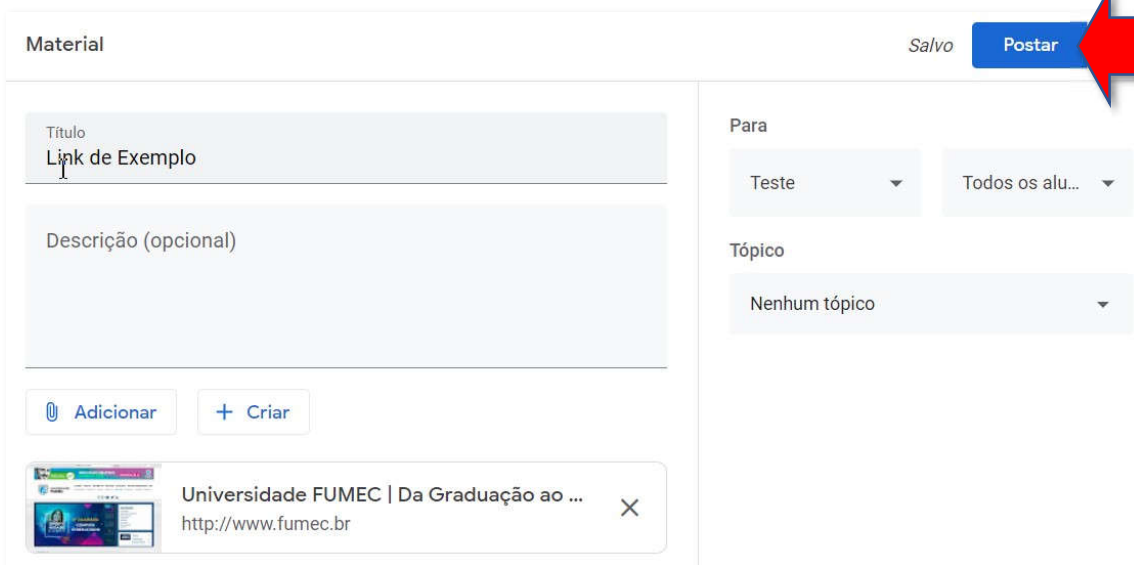 Material
Salvo
Postar
Título
Link de Exemplo
Descrição (opcional)
Adicionar
+ Criar
Universidade FUMEC | Da Graduação ao ...
http://www.fumec.br
Para
Teste
Todos os alu...
Tópico
Nenhum tópico